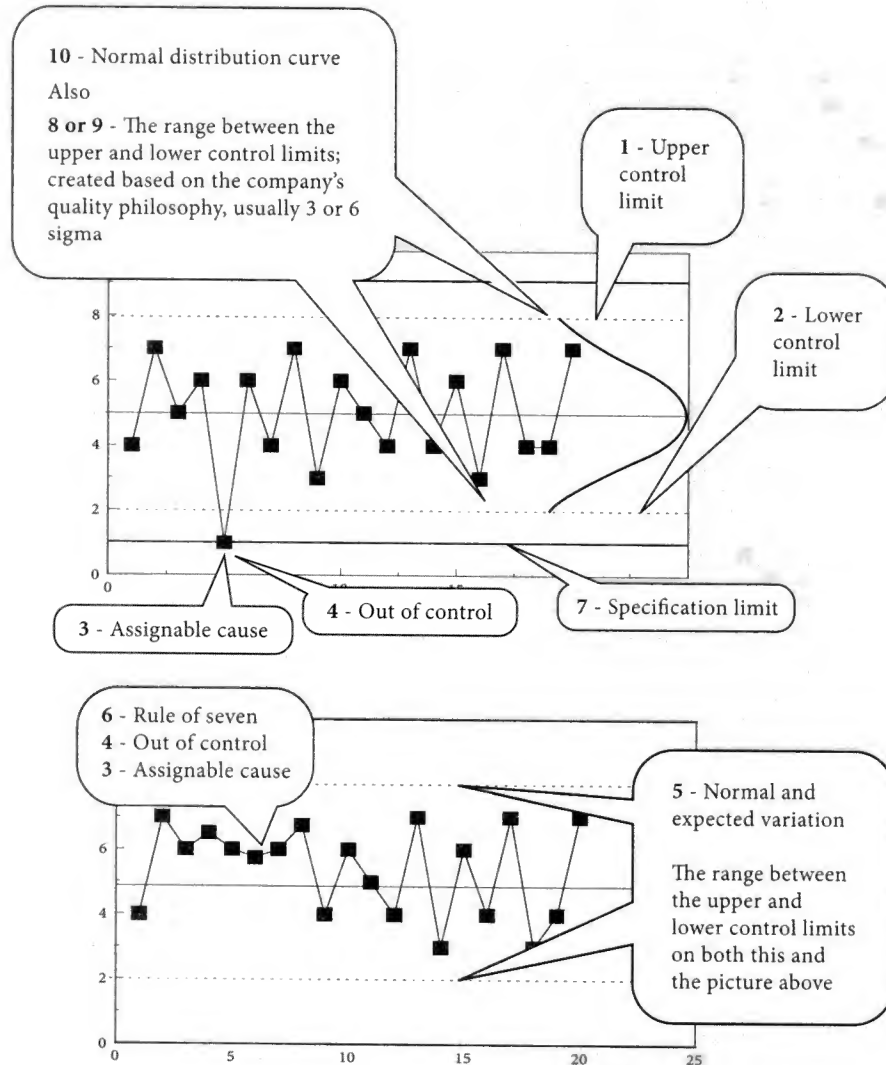 10 - Normal distribution curve
Also
8 or 9 - The range between the
upper and lower control limits;
created based on the company's
quality philosophy, usually 3 or 6
sigma
1 - Upper
control
limit
2 - Lower
control
limit
8
6
4
2
0
0
3 - Assignable cause
4 - Out of control
7 - Specification limit
6 - Rule of seven
4 - Out of control
3 - Assignable cause
5 - Normal and
expected variation
The range between
the upper and
lower control limits
on both this and
the picture above
6
4
2
0
0
5
10
15
20
25